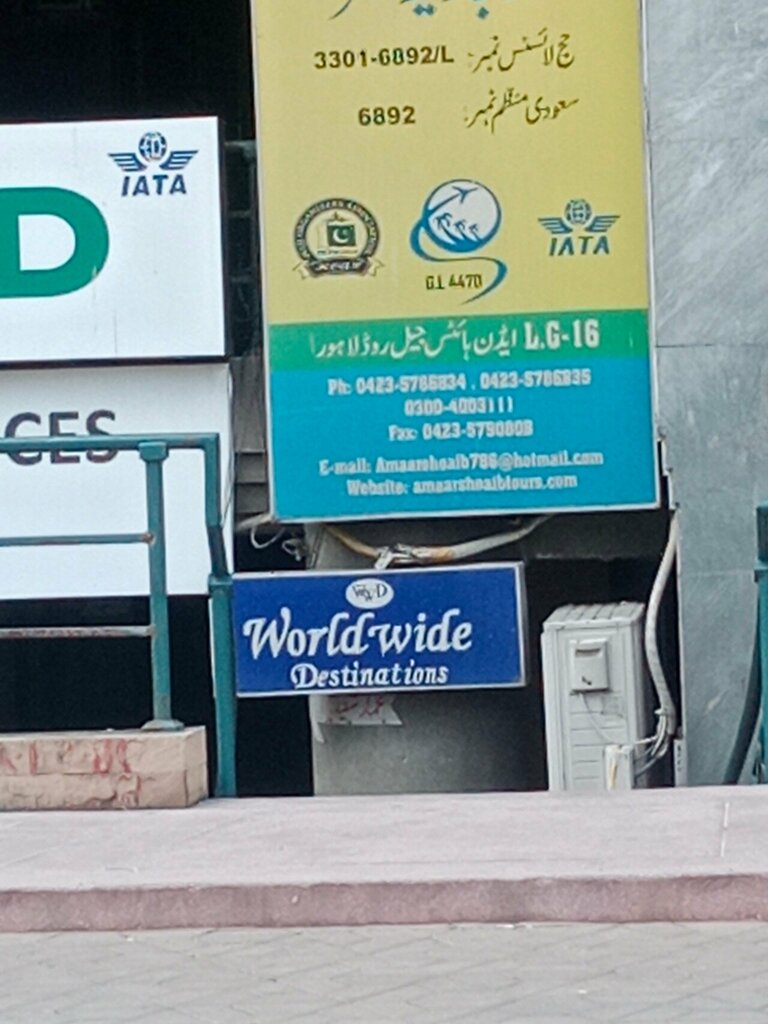 حج لائسنس نمبر: 3301-6892/L
سعودی منظم نمبر: 6892
IATA
D
G.L 4470
IATA
L.G-16 ایڈن ہائٹس جیل روڈ لاہور
Ph: 0423-5786834 , 0423-5786835
0300-4003111
Fax: 0423-5790808
E-mail: Amaarshoaib786@hotmail.com
Website: amaarshoaibtours.com
CES
WWD
Worldwide
Destinations